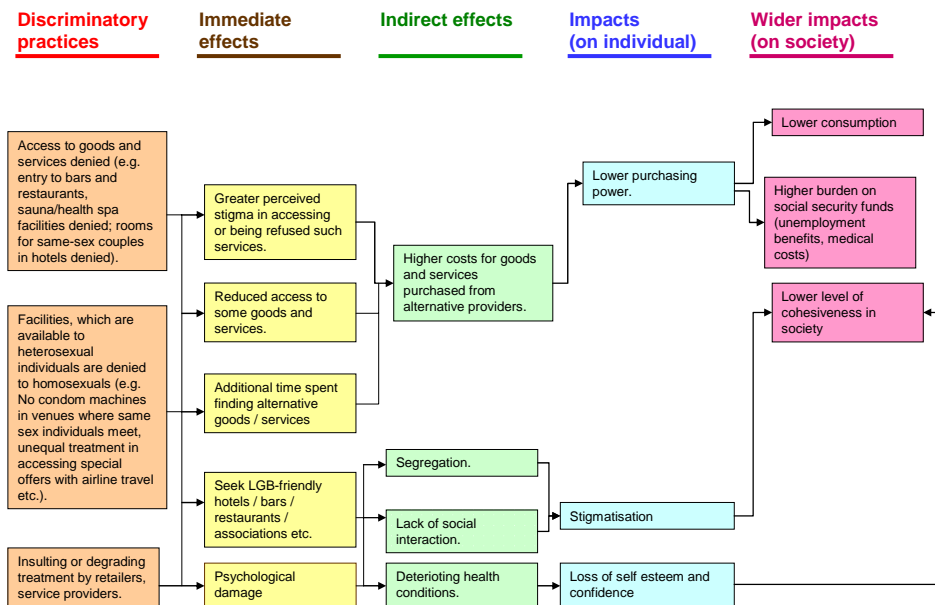 Discriminatory
practices
Immediate
effects
Indirect effects
Impacts
(on individual)
Wider impacts
(on society)
Access to goods and
services denied (e.g.
entry to bars and
restaurants,
sauna/health spa
facilities denied; rooms
for same-sex couples
in hotels denied).
Facilities, which are
available to
heterosexual
individuals are denied
to homosexuals (e.g.
No condom machines
in venues where same
sex individuals meet,
unequal treatment in
accessing special
offers with airline travel
etc.).
Insulting or degrading
treatment by retailers,
service providers.
Greater perceived
stigma in accessing
or being refused such
services.
Reduced access to
some goods and
services.
Additional time spent
finding alternative
goods / services
Seek LGB-friendly
hotels / bars /
restaurants /
associations etc.
Psychological
damage
Higher costs for goods
and services
purchased from
alternative providers.
Segregation.
Lack of social
interaction.
Deterioting health
conditions.
Lower purchasing
power.
Stigmatisation
Loss of self esteem and
confidence
Lower consumption
Higher burden on
social security funds
(unemployment
benefits, medical
costs)
Lower level of
cohesiveness in
society